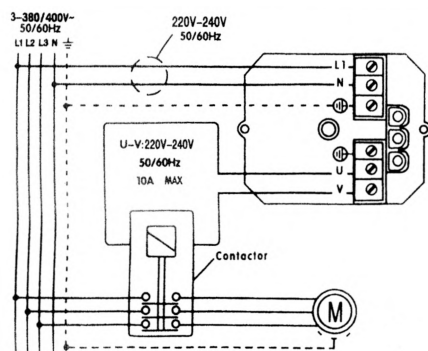 3-380/400V~
50/60Hz
L1 L2 L3 N
220V-240V
50/60Hz
L1
N
U-V:220V-240V
50/60Hz
10A MAX
U
V
Contactor
M